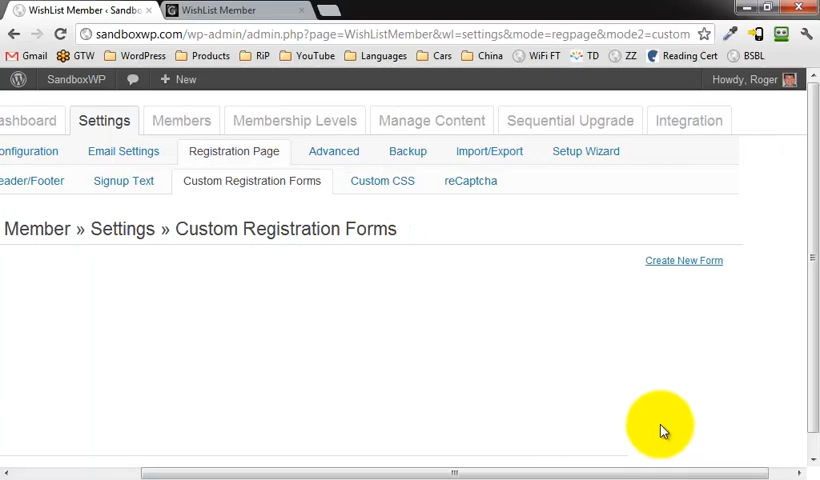 WishList Member ‹ Sandb
WishList Member
sandboxwp.com/wp-admin/admin.php?page=WishListMember&wl=settings&mode=regpage&mode2=custom
Gmail GTW WordPress Products RiP YouTube Languages Cars China WiFi FT TD ZZ Reading Cert BSBL
SandboxWP New Howdy, Roger
ashboard Settings Members Membership Levels Manage Content Sequential Upgrade Integration
onfiguration Email Settings Registration Page Advanced Backup Import/Export Setup Wizard
eader/Footer Signup Text Custom Registration Forms Custom CSS reCaptcha
Member » Settings » Custom Registration Forms
Create New Form